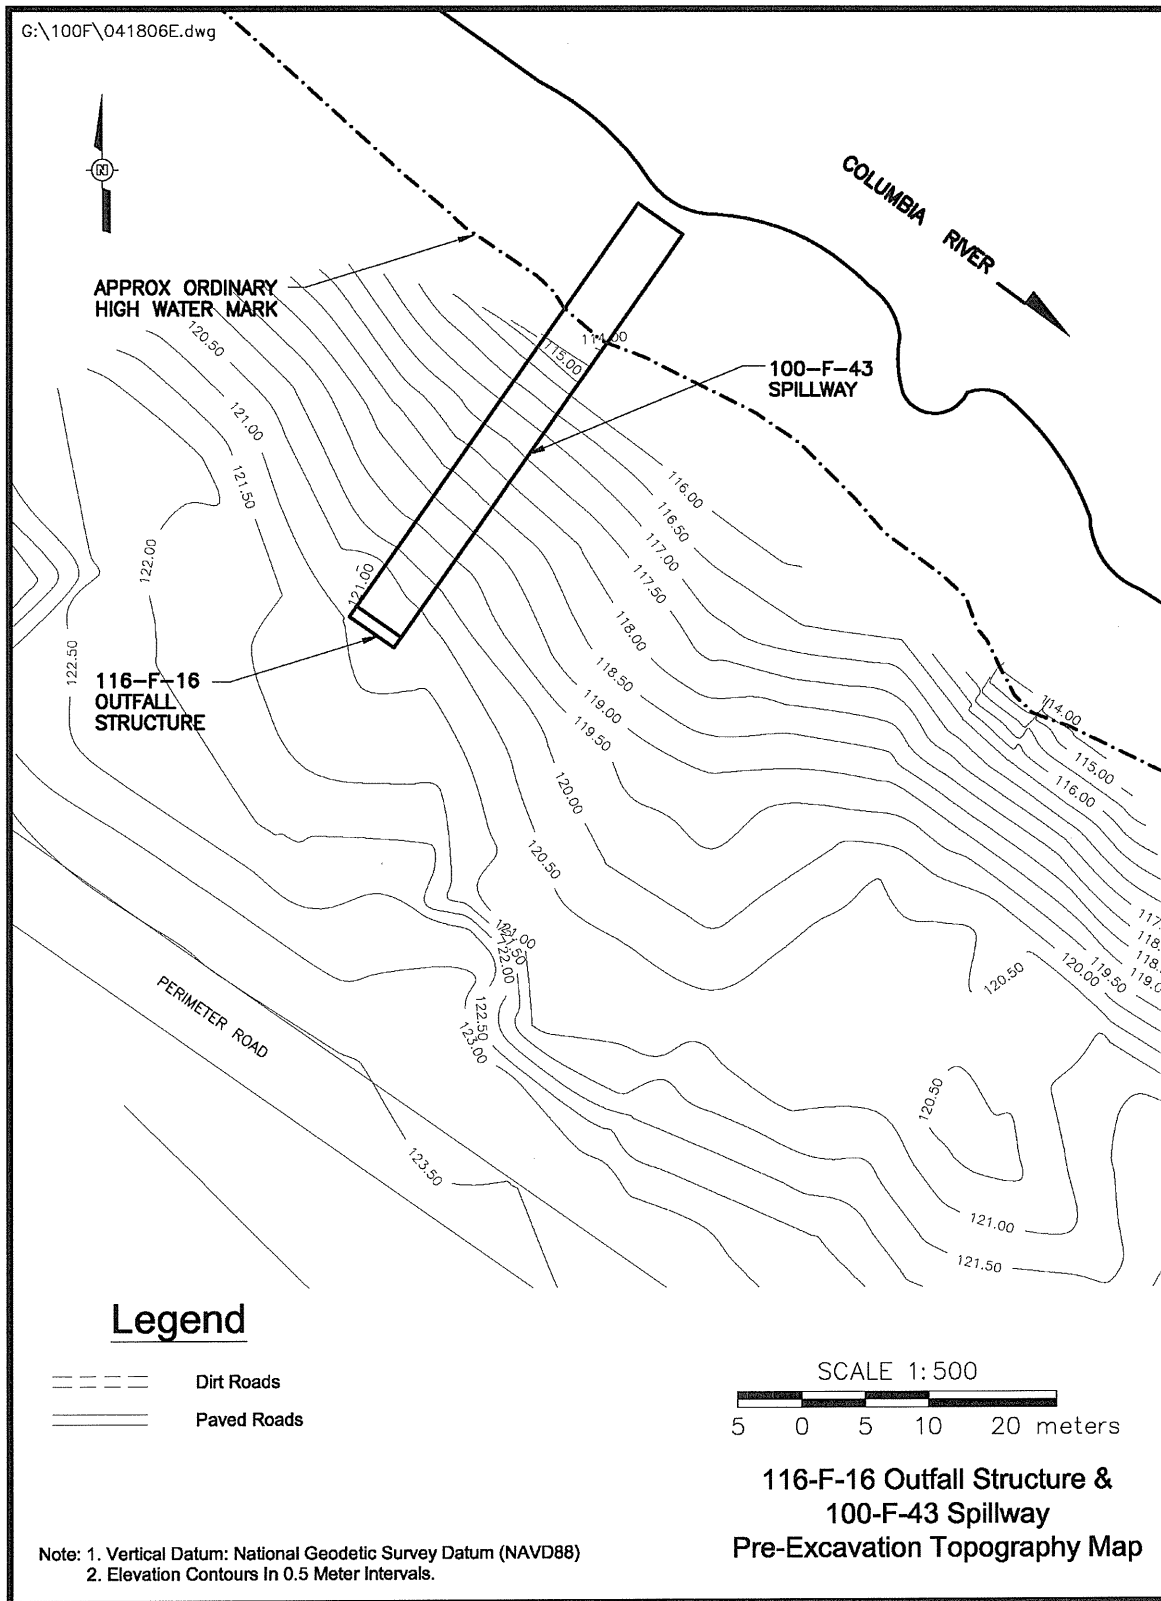 G:\100F\041806E.dwg
N
COLUMBIA RIVER
APPROX ORDINARY
HIGH WATER MARK
120.50
121.00
121.50
122.00
122.50
121.00
114.00
115.00
100-F-43
SPILLWAY
116.00
116.50
117.00
117.50
118.00
118.50
119.00
119.50
120.00
120.50
116-F-16
OUTFALL
STRUCTURE
114.00
115.00
116.00
117.
118.
118.
119.0
119.50
120.00
120.50
121.00
121.50
122.00
122.50
123.00
PERIMETER ROAD
123.50
120.50
121.00
121.50
Legend
Dirt Roads
Paved Roads
SCALE 1:500
5 0 5 10 20 meters
116-F-16 Outfall Structure &
100-F-43 Spillway
Pre-Excavation Topography Map
Note: 1. Vertical Datum: National Geodetic Survey Datum (NAVD88)
2. Elevation Contours In 0.5 Meter Intervals.